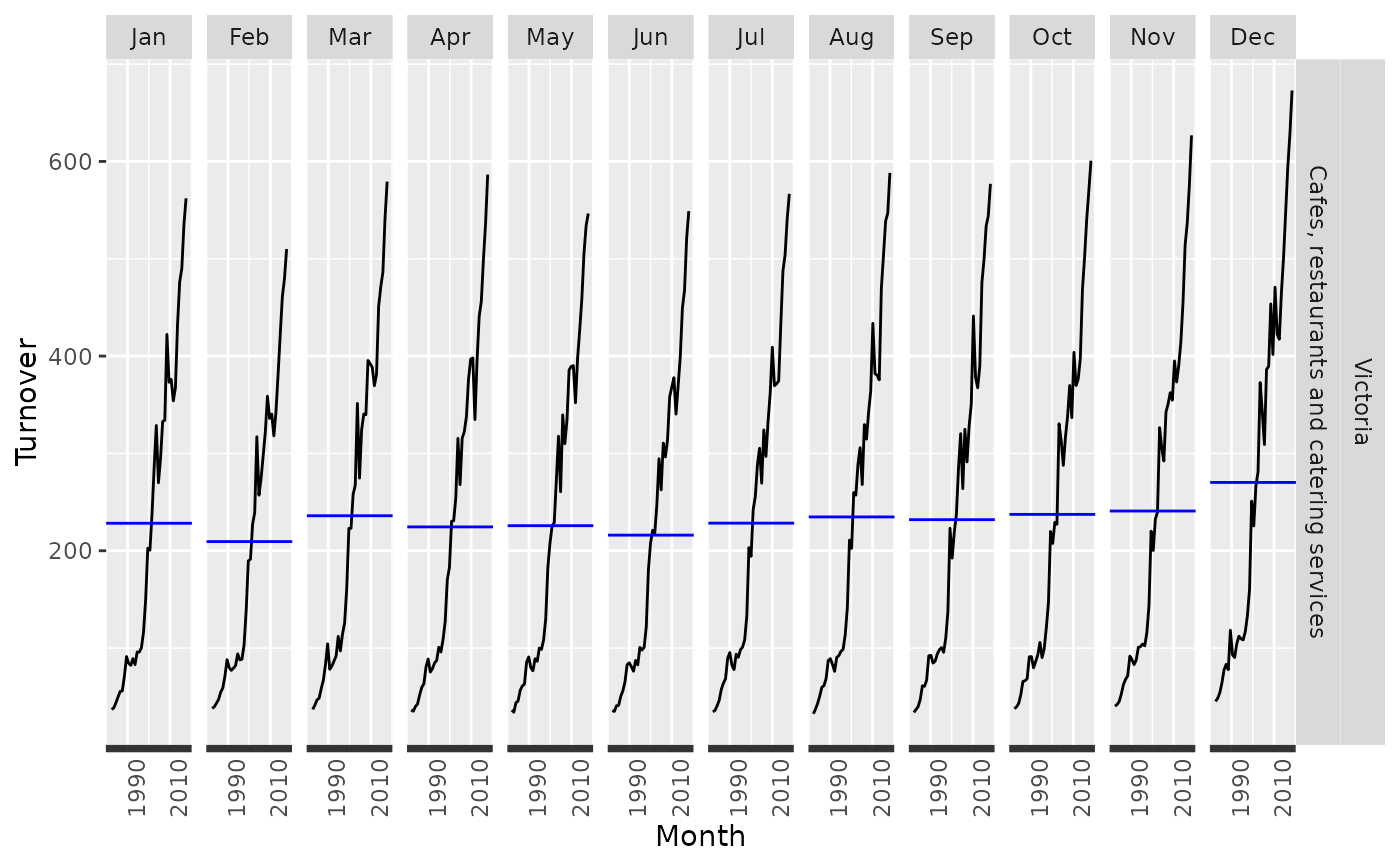 Jan Feb Mar Apr May Jun Jul Aug Sep Oct Nov Dec
600
400
200
Turnover
Cafes, restaurants and catering services
Victoria
1990 2010 1990 2010 1990 2010 1990 2010 1990 2010 1990 2010 1990 2010 1990 2010 1990 2010 1990 2010 1990 2010 1990 2010
Month